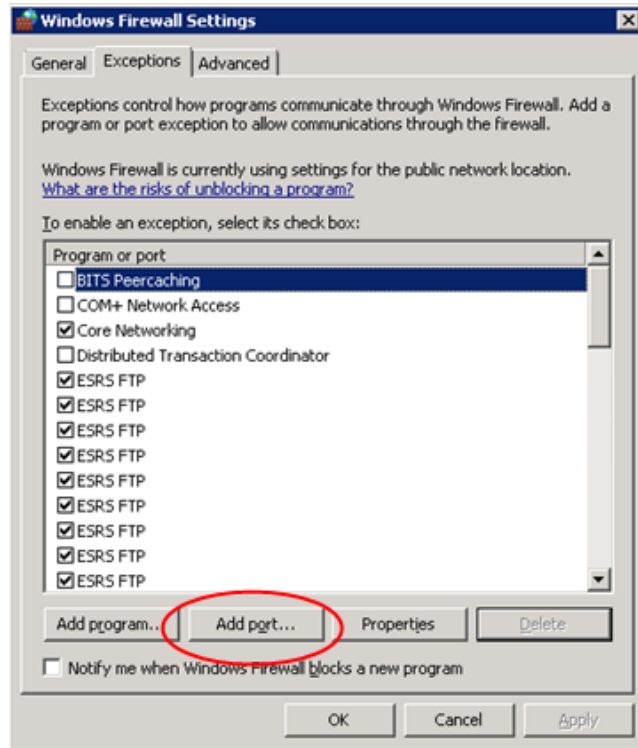 Windows Firewall Settings
General Exceptions Advanced
Exceptions control how programs communicate through Windows Firewall. Add a
program or port exception to allow communications through the firewall.
Windows Firewall is currently using settings for the public network location.
What are the risks of unblocking a program?
To enable an exception, select its check box:
Program or port
BITS Peercaching
COM+ Network Access
Core Networking
Distributed Transaction Coordinator
ESRS FTP
ESRS FTP
ESRS FTP
ESRS FTP
ESRS FTP
ESRS FTP
ESRS FTP
ESRS FTP
ESRS FTP
Add program... Add port... Properties Delete
Notify me when Windows Firewall blocks a new program
OK Cancel Apply